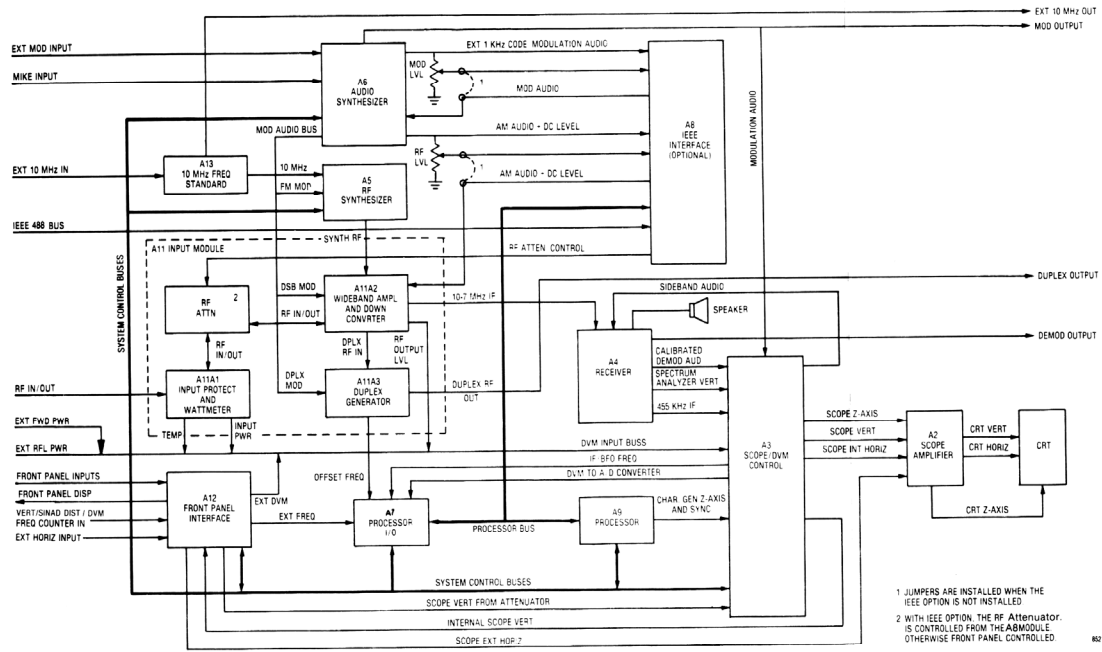 EXT 10 MHz OUT
MOD OUTPUT
EXT MOD INPUT
MIKE INPUT
A6
AUDIO
SYNTHESIZER
EXT 1 KHz CODE MODULATION AUDIO
MOD
LVL
1
MOD AUDIO
MOD AUDIO BUS
AM AUDIO - DC LEVEL
RF
LVL
1
AM AUDIO - DC LEVEL
A8
IEEE
INTERFACE
(OPTIONAL)
MODULATION AUDIO
EXT 10 MHz IN
A13
10 MHz FREQ
STANDARD
10 MHz
FM MOD
A5
RF
SYNTHESIZER
IEEE 488 BUS
SYNTH RF
A11 INPUT MODULE
RF ATTEN CONTROL
SYSTEM CONTROL BUSES
2
RF
ATTN
DSB MOD
RF IN/OUT
A11A2
WIDEBAND AMPL
AND DOWN
CONVRTER
10-7 MHz IF
SIDEBAND AUDIO
SPEAKER
DUPLEX OUTPUT
DEMOD OUTPUT
RF
IN/OUT
DPLX
RF IN
RF
OUTPUT
LVL
A4
RECEIVER
CALIBRATED
DEMOD AUD
SPECTRUM
ANALYZER VERT
455 KHz IF
RF IN/OUT
A11A1
INPUT PROTECT
AND
WATTMETER
DPLX
MOD
A11A3
DUPLEX
GENERATOR
DUPLEX RF
OUT
EXT FWD PWR
TEMP
INPUT
PWR
EXT RFL PWR
DVM INPUT BUSS
IF/BFO FREQ
DVM TO A/D CONVERTER
A3
SCOPE/DVM
CONTROL
SCOPE Z-AXIS
SCOPE VERT
SCOPE INT HORIZ
A2
SCOPE
AMPLIFIER
CRT VERT
CRT HORIZ
CRT
CRT Z-AXIS
FRONT PANEL INPUTS
FRONT PANEL DISP
VERT/SINAD DIST / DVM
FREQ COUNTER IN
EXT HORIZ INPUT
A12
FRONT PANEL
INTERFACE
EXT DVM
OFFSET FREQ
EXT FREQ
A7
PROCESSOR
I/O
PROCESSOR BUS
A9
PROCESSOR
CHAR. GEN Z-AXIS
AND SYNC
SYSTEM CONTROL BUSES
SCOPE VERT FROM ATTENUATOR
INTERNAL SCOPE VERT
SCOPE EXT HORIZ
1 JUMPERS ARE INSTALLED WHEN THE
IEEE OPTION IS NOT INSTALLED
2 WITH IEEE OPTION, THE RF Attenuator.
IS CONTROLLED FROM THE A8 MODULE
OTHERWISE FRONT PANEL CONTROLLED.
852